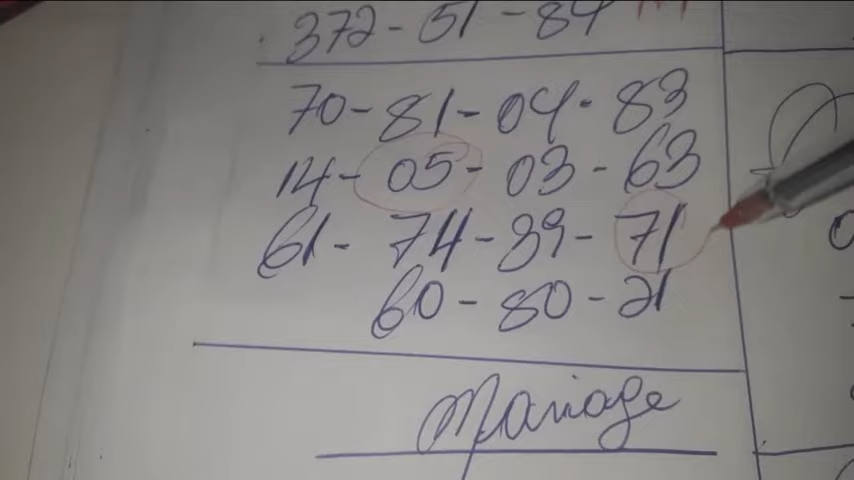 372 - 51 - 84
70 - 81 - 04 - 83
14 - 05 - 03 - 63
61 - 74 - 89 - 71
60 - 80 - 21
Mariage